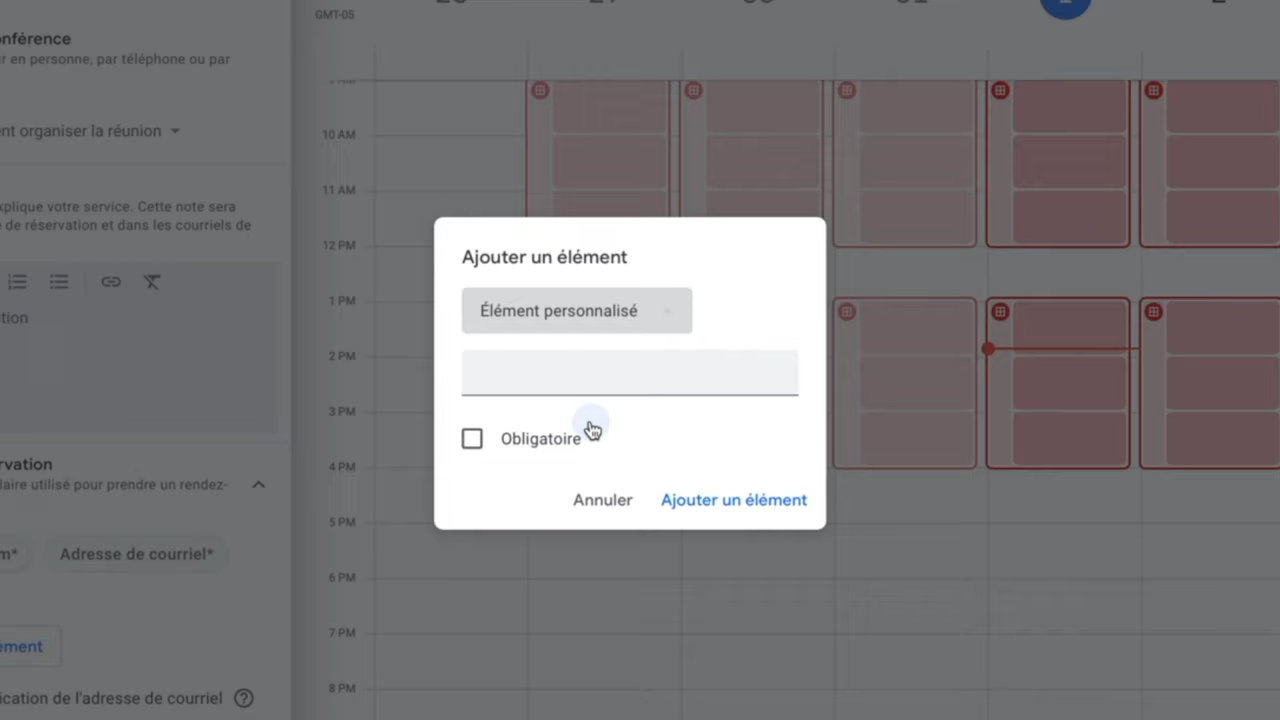 GMT-05
onférence
r en personne, par téléphone ou par
nt organiser la réunion
xplique votre service. Cette note sera
de réservation et dans les courriels de
tion
rvation
laire utilisé pour prendre un rendez-
m*
Adresse de courriel*
ément
ication de l'adresse de courriel
10 AM
11 AM
12 PM
1 PM
2 PM
3 PM
4 PM
5 PM
6 PM
7 PM
8 PM
Ajouter un élément
Élément personnalisé
Obligatoire
Annuler
Ajouter un élément